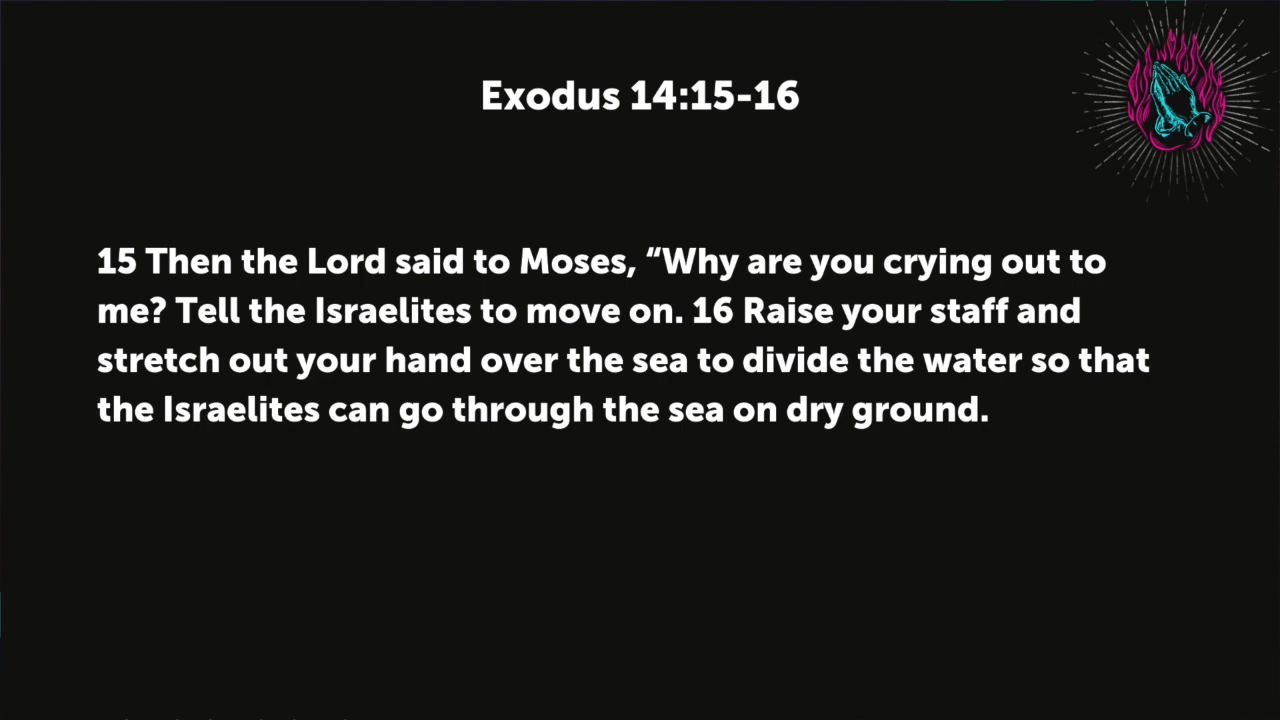 Exodus 14:15-16
15 Then the Lord said to Moses, “Why are you crying out to
me? Tell the Israelites to move on. 16 Raise your staff and
stretch out your hand over the sea to divide the water so that
the Israelites can go through the sea on dry ground.